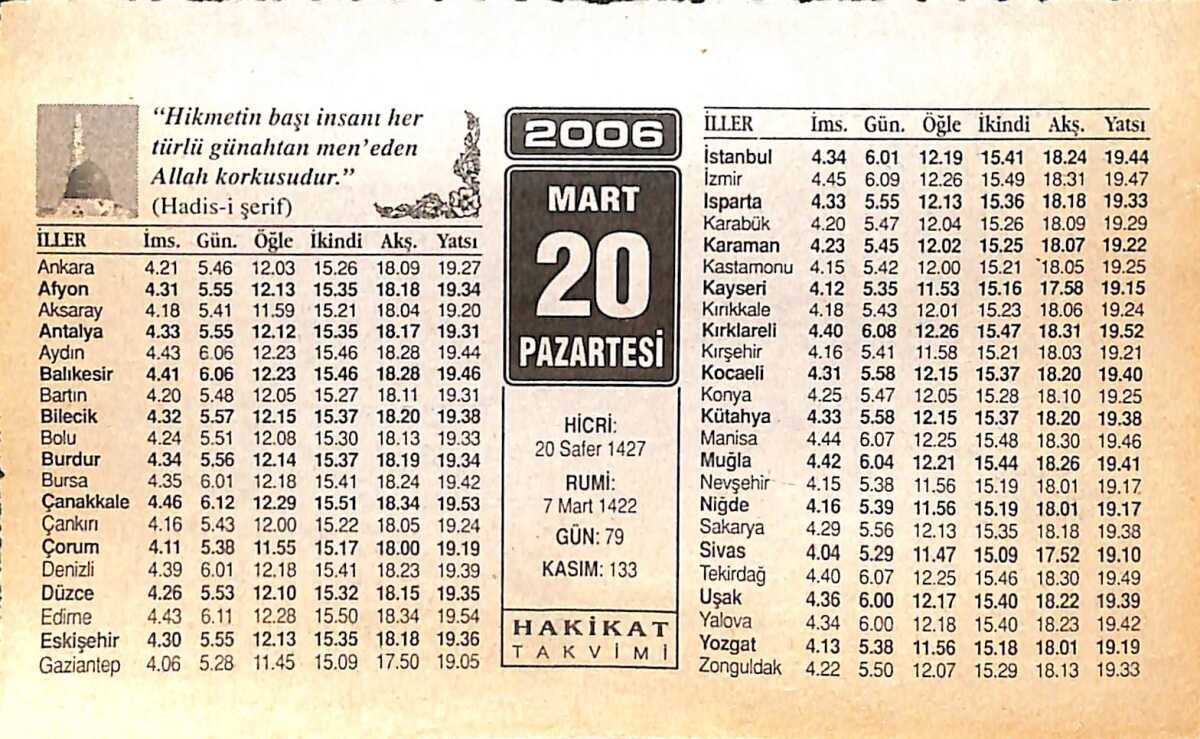 “Hikmetin başı insanı her
türlü günahtan men’eden
Allah korkusudur.”
(Hadis-i şerif)
İLLER İms. Gün. Öğle İkindi Akş. Yatsı
Ankara 4.21 5.46 12.03 15.26 18.09 19.27
Afyon 4.31 5.55 12.13 15.35 18.18 19.34
Aksaray 4.18 5.41 11.59 15.21 18.04 19.20
Antalya 4.33 5.55 12.12 15.35 18.17 19.31
Aydın 4.43 6.06 12.23 15.46 18.28 19.44
Balıkesir 4.41 6.06 12.23 15.46 18.28 19.46
Bartın 4.20 5.48 12.05 15.27 18.11 19.31
Bilecik 4.32 5.57 12.15 15.37 18.20 19.38
Bolu 4.24 5.51 12.08 15.30 18.13 19.33
Burdur 4.34 5.56 12.14 15.37 18.19 19.34
Bursa 4.35 6.01 12.18 15.41 18.24 19.42
Çanakkale 4.46 6.12 12.29 15.51 18.34 19.53
Çankırı 4.16 5.43 12.00 15.22 18.05 19.24
Çorum 4.11 5.38 11.55 15.17 18.00 19.19
Denizli 4.39 6.01 12.18 15.41 18.23 19.39
Düzce 4.26 5.53 12.10 15.32 18.15 19.35
Edirne 4.43 6.11 12.28 15.50 18.34 19.54
Eskişehir 4.30 5.55 12.13 15.35 18.18 19.36
Gaziantep 4.06 5.28 11.45 15.09 17.50 19.05
2006
MART
20
PAZARTESİ
HİCRİ:
20 Safer 1427
RUMİ:
7 Mart 1422
GÜN: 79
KASIM: 133
HAKİKAT
TAKVİMİ
İLLER İms. Gün. Öğle İkindi Akş. Yatsı
İstanbul 4.34 6.01 12.19 15.41 18.24 19.44
İzmir 4.45 6.09 12.26 15.49 18.31 19.47
Isparta 4.33 5.55 12.13 15.36 18.18 19.33
Karabük 4.20 5.47 12.04 15.26 18.09 19.29
Karaman 4.23 5.45 12.02 15.25 18.07 19.22
Kastamonu 4.15 5.42 12.00 15.21 18.05 19.25
Kayseri 4.12 5.35 11.53 15.16 17.58 19.15
Kırıkkale 4.18 5.43 12.01 15.23 18.06 19.24
Kırklareli 4.40 6.08 12.26 15.47 18.31 19.52
Kırşehir 4.16 5.41 11.58 15.21 18.03 19.21
Kocaeli 4.31 5.58 12.15 15.37 18.20 19.40
Konya 4.25 5.47 12.05 15.28 18.10 19.25
Kütahya 4.33 5.58 12.15 15.37 18.20 19.38
Manisa 4.44 6.07 12.25 15.48 18.30 19.46
Muğla 4.42 6.04 12.21 15.44 18.26 19.41
Nevşehir 4.15 5.38 11.56 15.19 18.01 19.17
Niğde 4.16 5.39 11.56 15.19 18.01 19.17
Sakarya 4.29 5.56 12.13 15.35 18.18 19.38
Sivas 4.04 5.29 11.47 15.09 17.52 19.10
Tekirdağ 4.40 6.07 12.25 15.46 18.30 19.49
Uşak 4.36 6.00 12.17 15.40 18.22 19.39
Yalova 4.34 6.00 12.18 15.40 18.23 19.42
Yozgat 4.13 5.38 11.56 15.18 18.01 19.19
Zonguldak 4.22 5.50 12.07 15.29 18.13 19.33